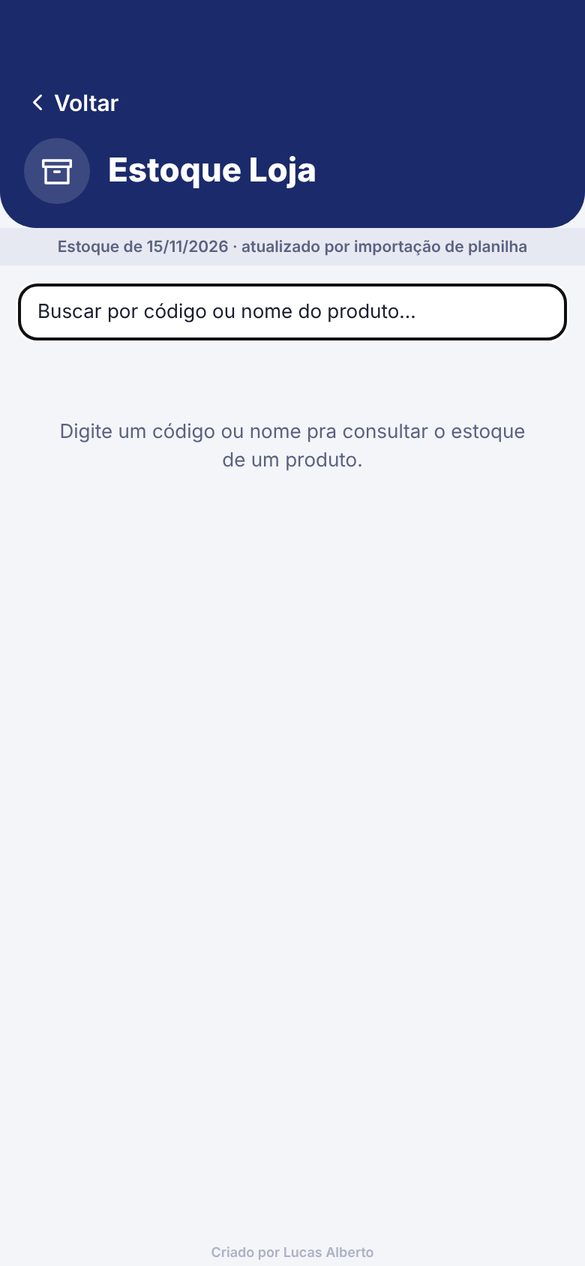 Voltar
Estoque Loja
Estoque de 15/11/2026 · atualizado por importação de planilha
Buscar por código ou nome do produto...
Digite um código ou nome pra consultar o estoque
de um produto.
Criado por Lucas Alberto